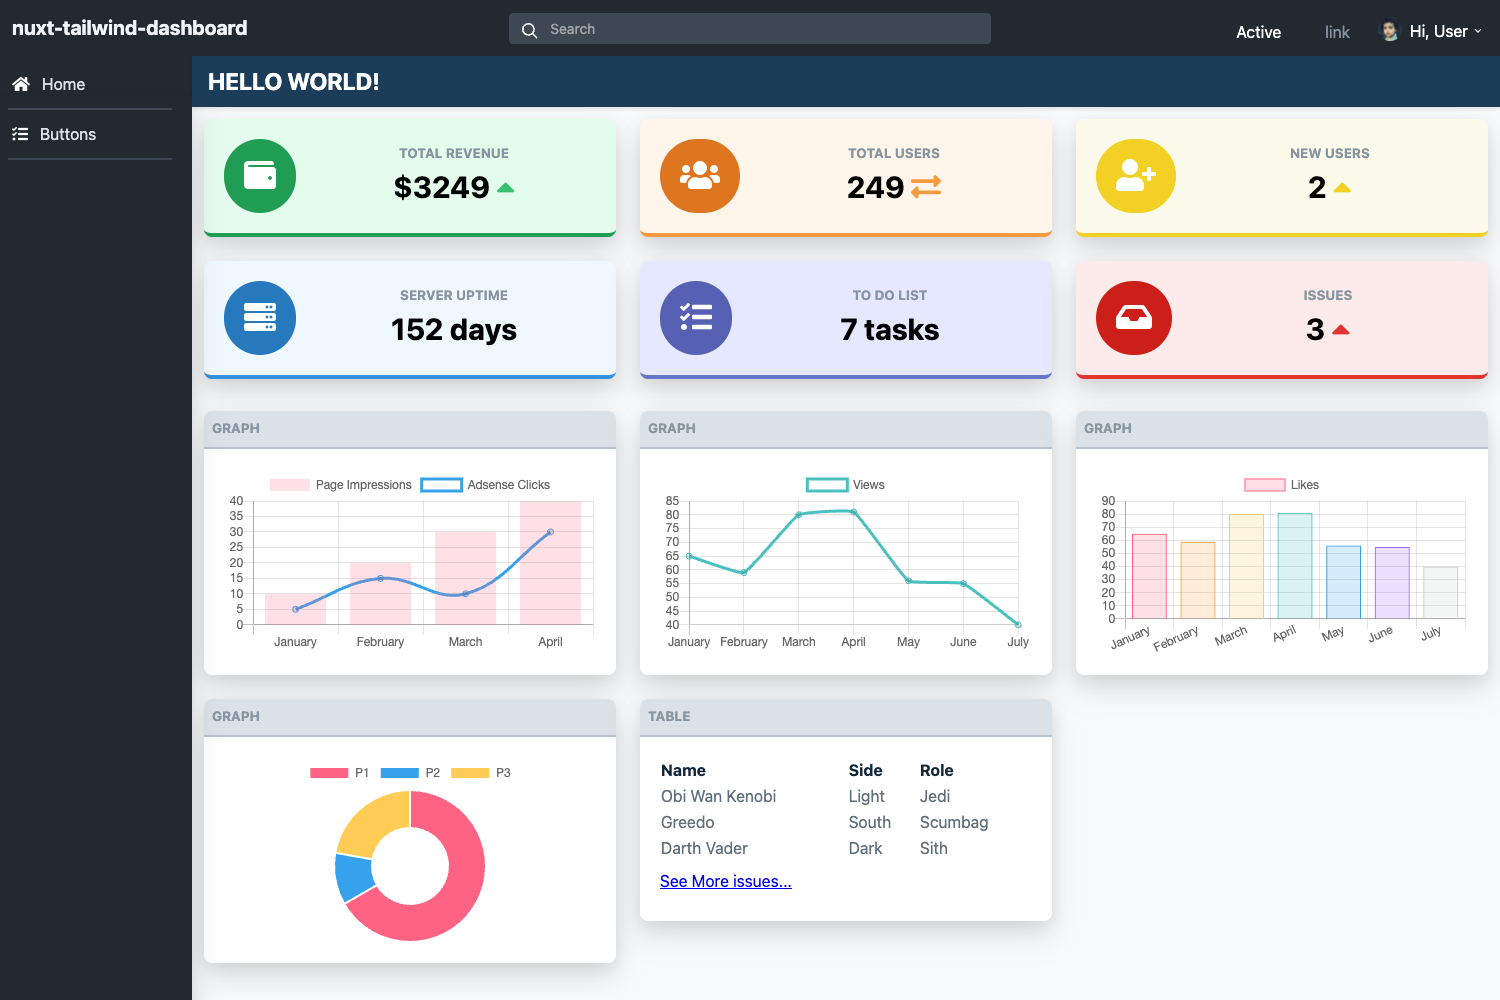 nuxt-tailwind-dashboard
Search
Active
link
Hi, User
Home
Buttons
HELLO WORLD!
TOTAL REVENUE
$3249
TOTAL USERS
249
NEW USERS
2
SERVER UPTIME
152 days
TO DO LIST
7 tasks
ISSUES
3
GRAPH
Page Impressions Adsense Clicks
40
35
30
25
20
15
10
5
0
January February March April
GRAPH
Views
85
80
75
70
65
60
55
50
45
40
January February March April May June July
GRAPH
Likes
90
80
70
60
50
40
30
20
10
0
January February March April May June July
GRAPH
P1 P2 P3
TABLE
Name Side Role
Obi Wan Kenobi Light Jedi
Greedo South Scumbag
Darth Vader Dark Sith
See More issues...